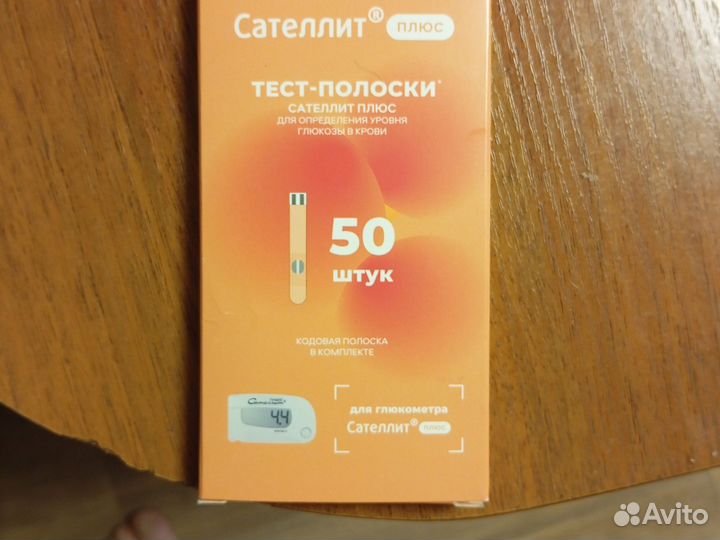 Сателлит® плюс
ТЕСТ-ПОЛОСКИ*
САТЕЛЛИТ ПЛЮС
ДЛЯ ОПРЕДЕЛЕНИЯ УРОВНЯ
ГЛЮКОЗЫ В КРОВИ
50
штук
КОДОВАЯ ПОЛОСКА
В КОМПЛЕКТЕ
Сателлит
4,4
для глюкометра
Сателлит® плюс
Avito